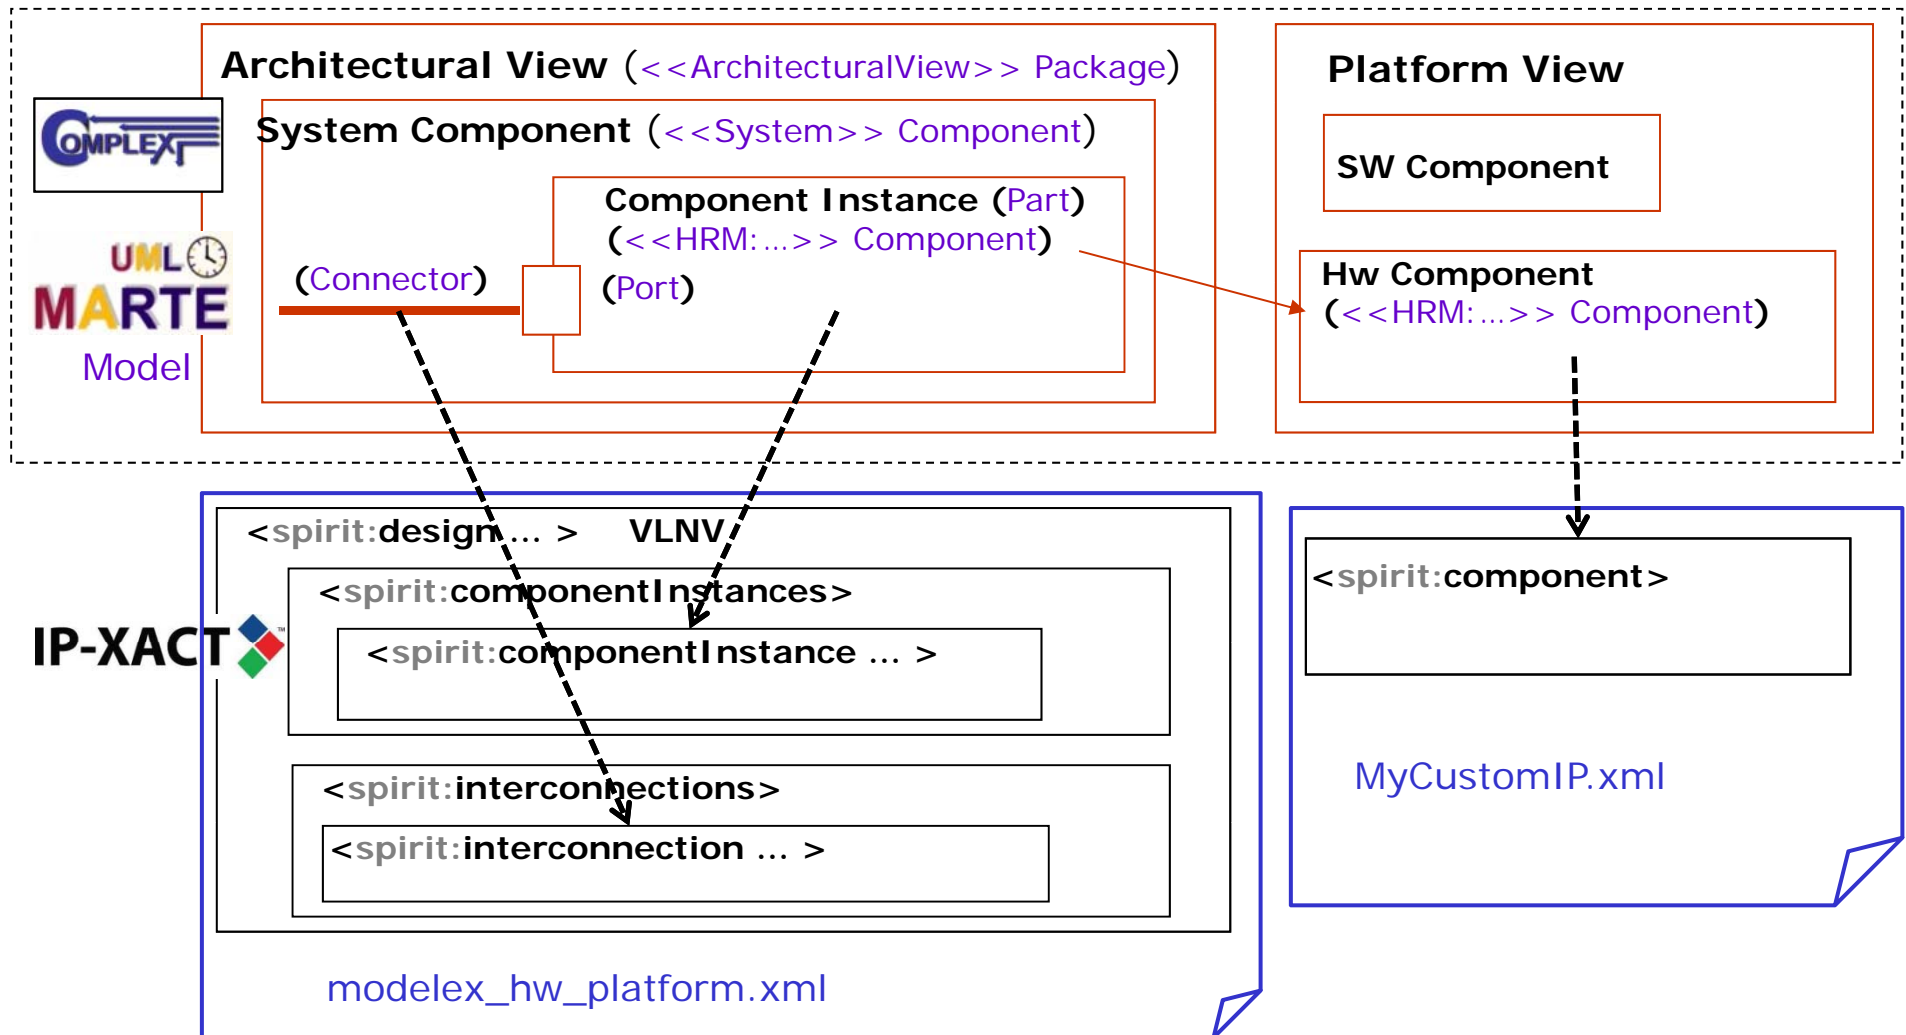 Architectural View (<<ArchitecturalView>> Package)
System Component (<<System>> Component)
Component Instance (Part)
(<<HRM:...>> Component)
(Connector)
(Port)
Platform View
SW Component
Hw Component
(<<HRM:...>> Component)
COMPLEX
UML
MARTE
Model
<spirit:design ... > VLNV
<spirit:componentInstances>
<spirit:componentInstance ... >
<spirit:interconnections>
<spirit:interconnection ... >
modelex_hw_platform.xml
IP-XACT™
<spirit:component>
MyCustomIP.xml